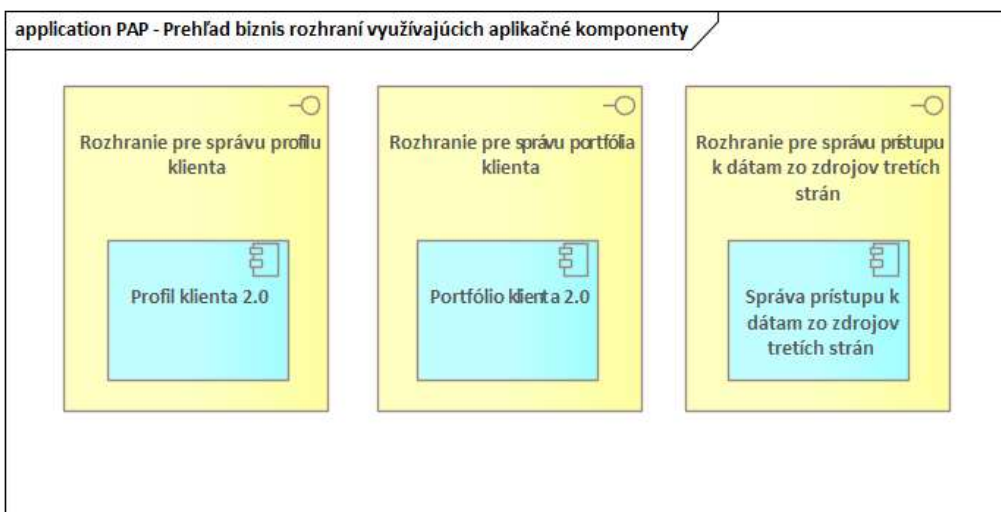 application PAP - Prehľad biznis rozhraní využívajúcich aplikačné komponenty
Rozhranie pre správu profilu
klienta
Profil klienta 2.0
Rozhranie pre správu portfólia
klienta
Portfólio klienta 2.0
Rozhranie pre správu prístupu
k dátam zo zdrojov tretích
strán
Správa prístupu k
dátam zo zdrojov
tretích strán